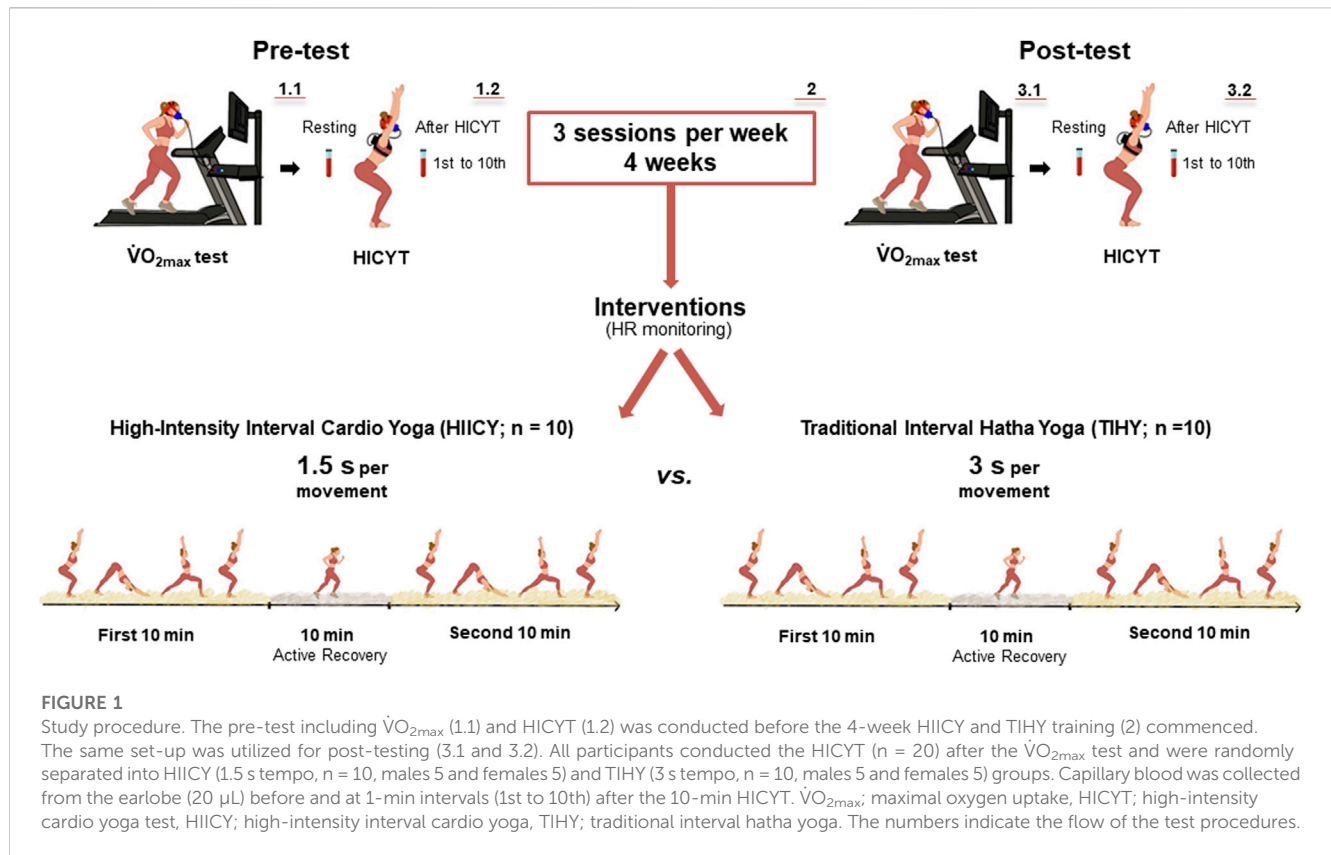 Pre-test
Post-test
1.1
1.2
2
3.1
3.2
Resting
After HICYT
1st to 10th
3 sessions per week
4 weeks
Resting
After HICYT
1st to 10th
V̇O2max test
HICYT
V̇O2max test
HICYT
Interventions
(HR monitoring)
High-Intensity Interval Cardio Yoga (HIICY; n = 10)
Traditional Interval Hatha Yoga (TIHY; n =10)
1.5 s per
movement
vs.
3 s per
movement
First 10 min
10 min
Active Recovery
Second 10 min
First 10 min
10 min
Active Recovery
Second 10 min
FIGURE 1
Study procedure. The pre-test including V̇O2max (1.1) and HICYT (1.2) was conducted before the 4-week HIICY and TIHY training (2) commenced.
The same set-up was utilized for post-testing (3.1 and 3.2). All participants conducted the HICYT (n = 20) after the V̇O2max test and were randomly
separated into HIICY (1.5 s tempo, n = 10, males 5 and females 5) and TIHY (3 s tempo, n = 10, males 5 and females 5) groups. Capillary blood was collected
from the earlobe (20 µL) before and at 1-min intervals (1st to 10th) after the 10-min HICYT. V̇O2max; maximal oxygen uptake, HICYT; high-intensity
cardio yoga test, HIICY; high-intensity interval cardio yoga, TIHY; traditional interval hatha yoga. The numbers indicate the flow of the test procedures.